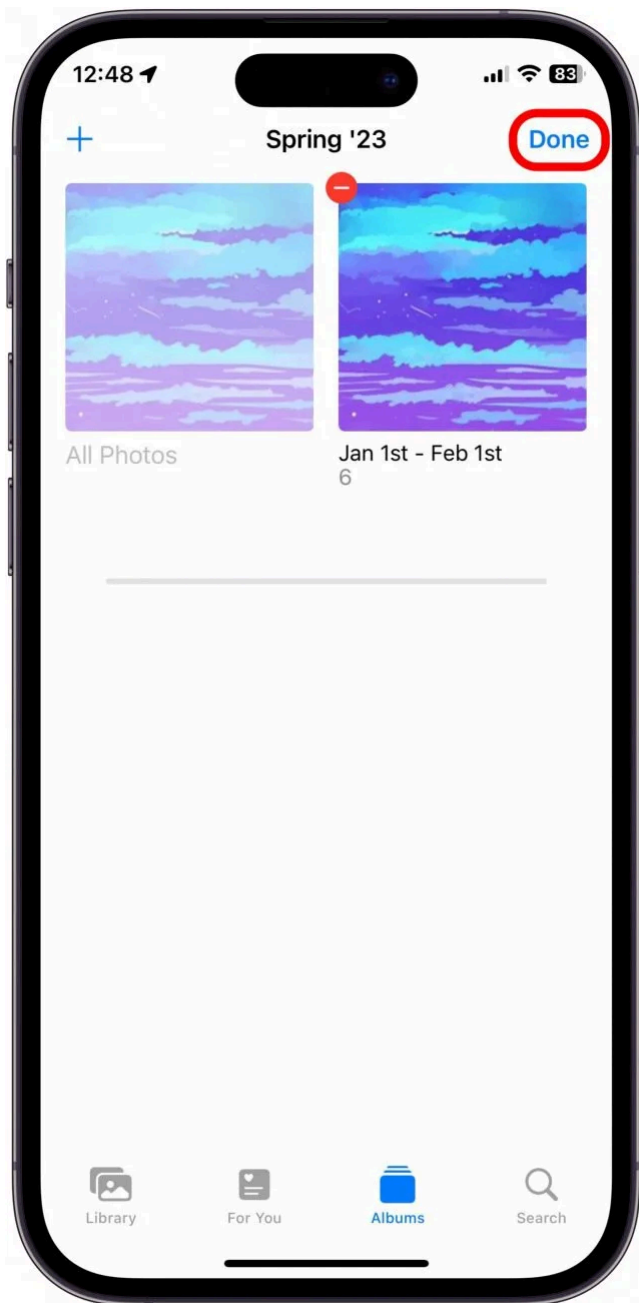 12:48
83
Spring '23
Done
All Photos
Jan 1st - Feb 1st
6
Library
For You
Albums
Search